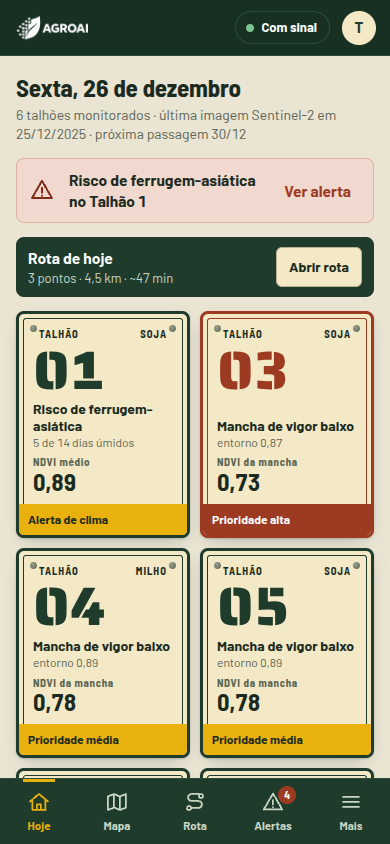 AGROAI
Com sinal
T
Sexta, 26 de dezembro
6 talhões monitorados · última imagem Sentinel-2 em
25/12/2025 · próxima passagem 30/12
Risco de ferrugem-asiática
no Talhão 1
Ver alerta
Rota de hoje
3 pontos · 4,5 km · ~47 min
Abrir rota
TALHÃO SOJA
01
Risco de ferrugem-
asiática
5 de 14 dias úmidos
NDVI médio
0,89
Alerta de clima
TALHÃO SOJA
03
Mancha de vigor baixo
entorno 0,87
NDVI da mancha
0,73
Prioridade alta
TALHÃO MILHO
04
Mancha de vigor baixo
entorno 0,89
NDVI da mancha
0,78
Prioridade média
TALHÃO SOJA
05
Mancha de vigor baixo
entorno 0,89
NDVI da mancha
0,78
Prioridade média
4
Hoje Mapa Rota Alertas Mais